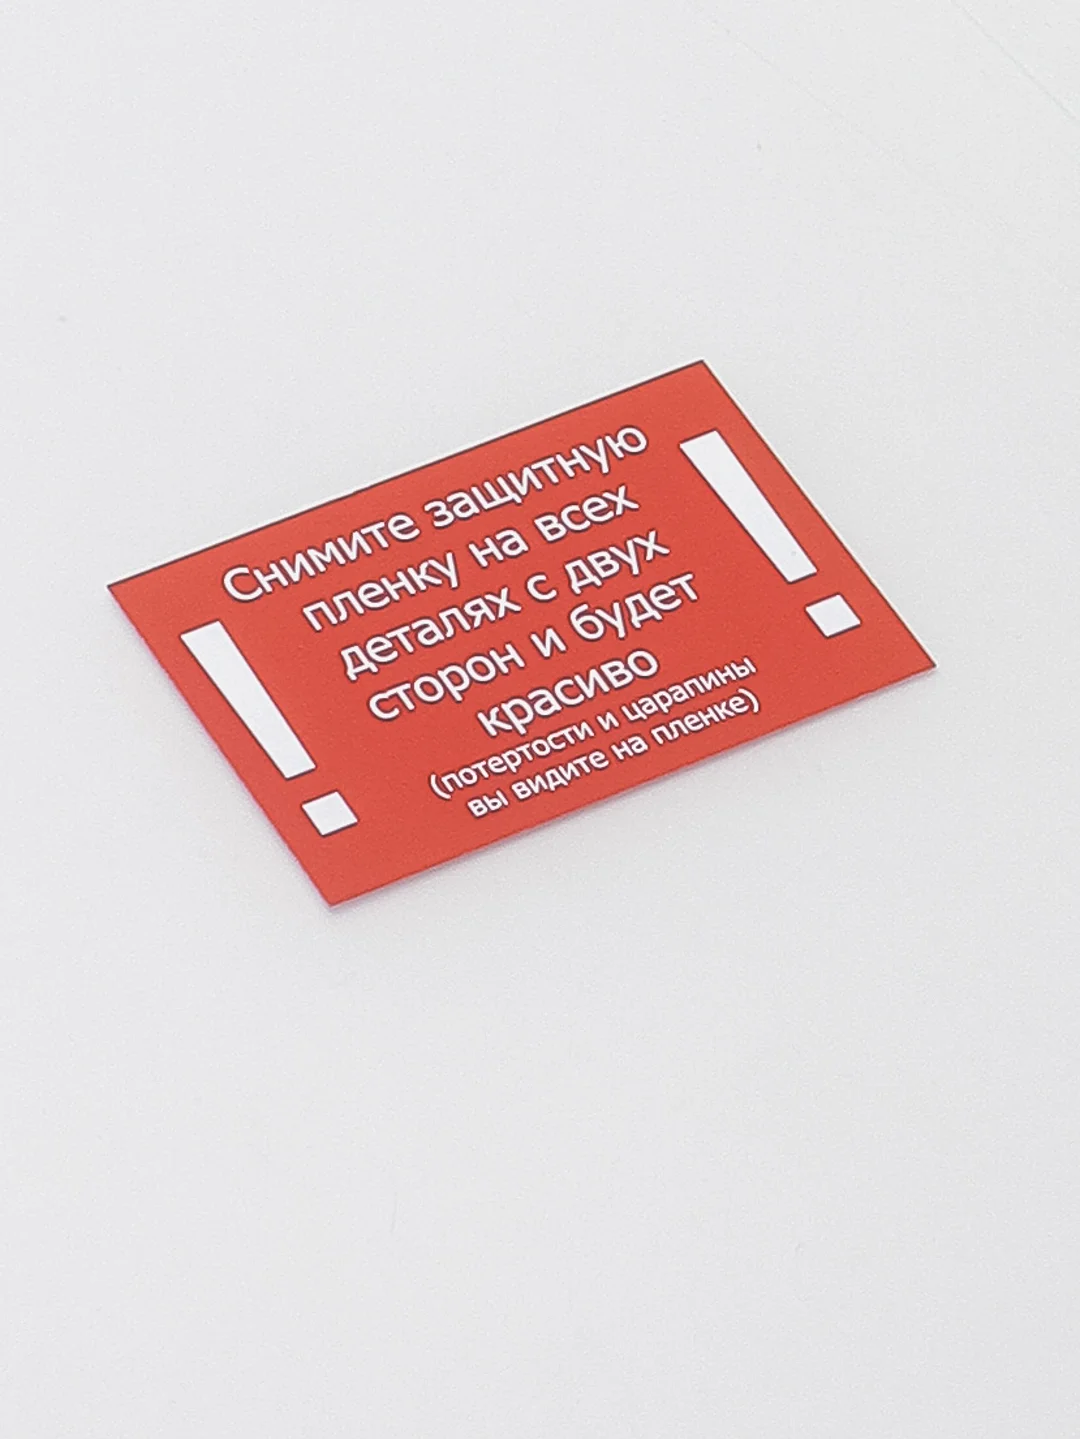 Снимите защитную
пленку на всех
деталях с двух
сторон и будет
красиво
(потертости и царапины
вы видите на пленке)
! !